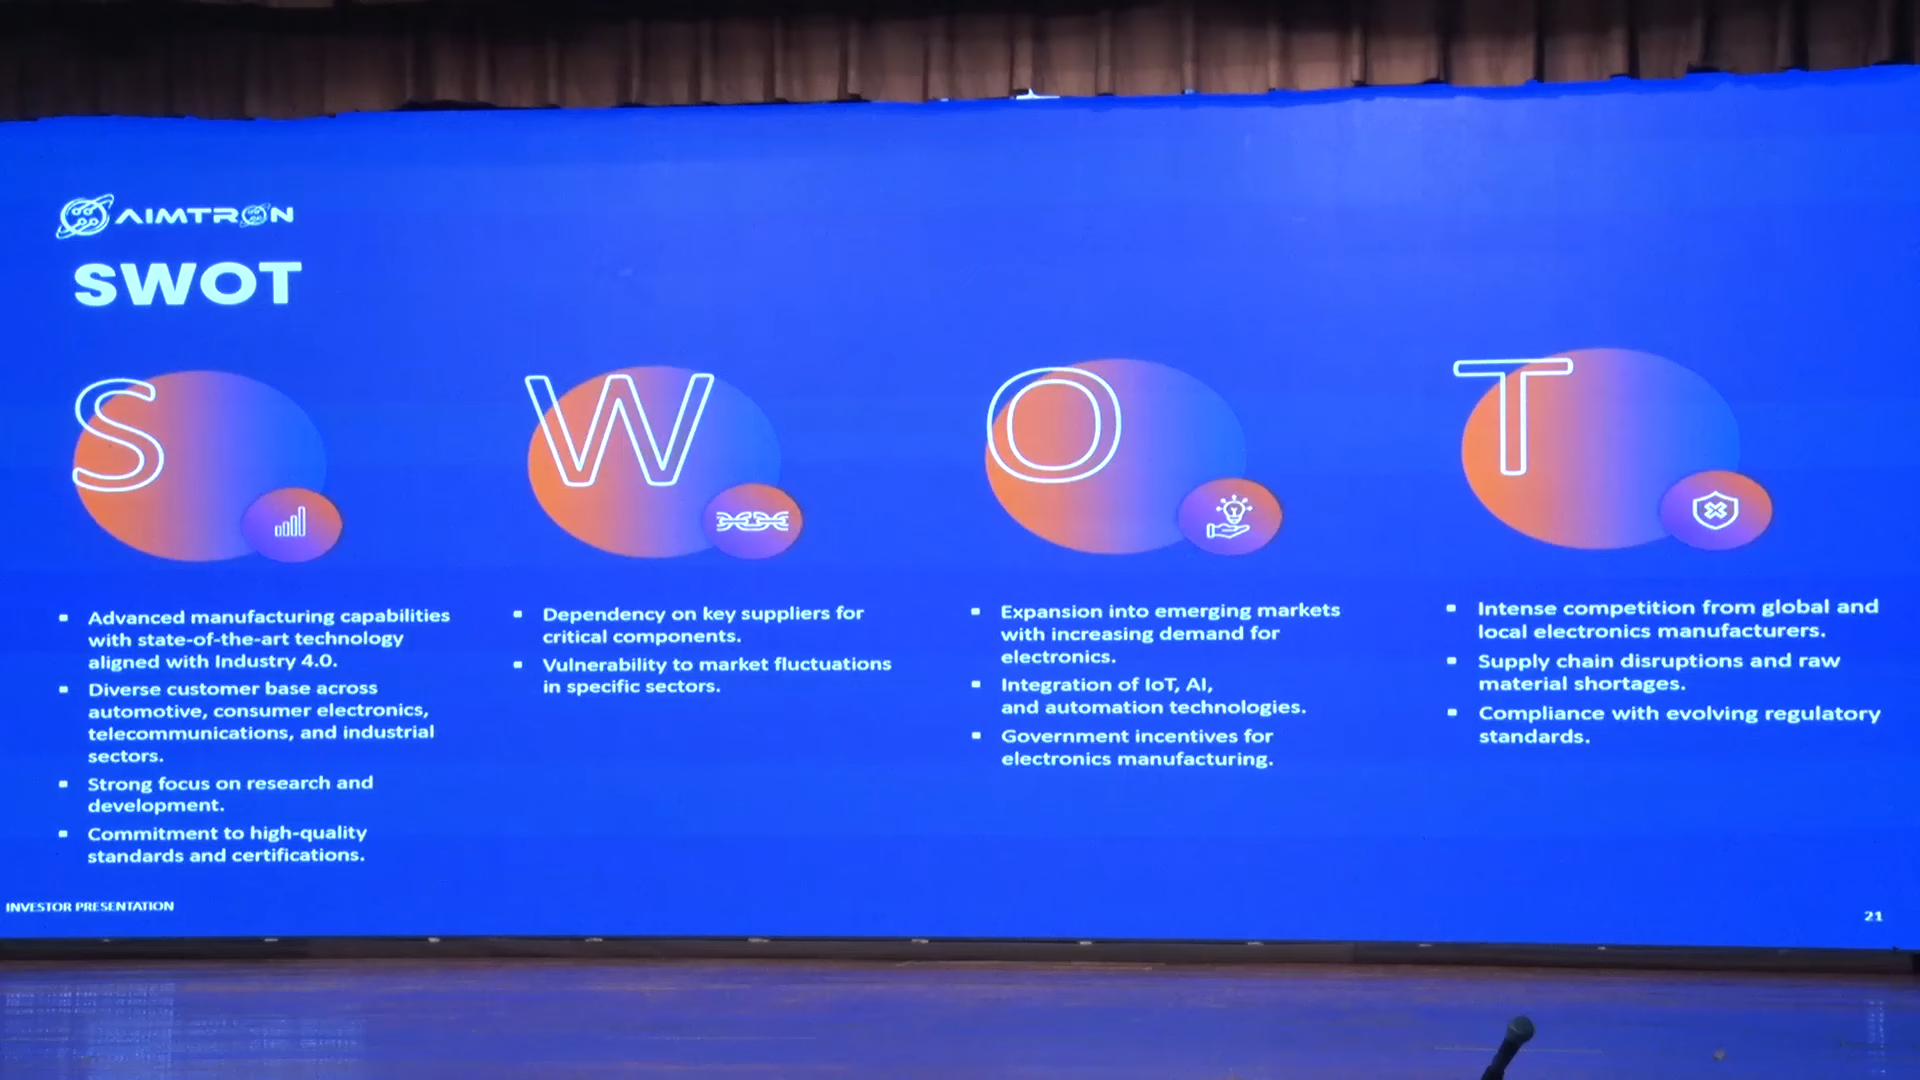 AIMTRON
SWOT
S
Advanced manufacturing capabilities
with state-of-the-art technology
aligned with Industry 4.0.
Diverse customer base across
automotive, consumer electronics,
telecommunications, and industrial
sectors.
Strong focus on research and
development.
Commitment to high-quality
standards and certifications.
W
Dependency on key suppliers for
critical components.
Vulnerability to market fluctuations
in specific sectors.
O
Expansion into emerging markets
with increasing demand for
electronics.
Integration of IoT, AI,
and automation technologies.
Government incentives for
electronics manufacturing.
T
Intense competition from global and
local electronics manufacturers.
Supply chain disruptions and raw
material shortages.
Compliance with evolving regulatory
standards.
INVESTOR PRESENTATION
21